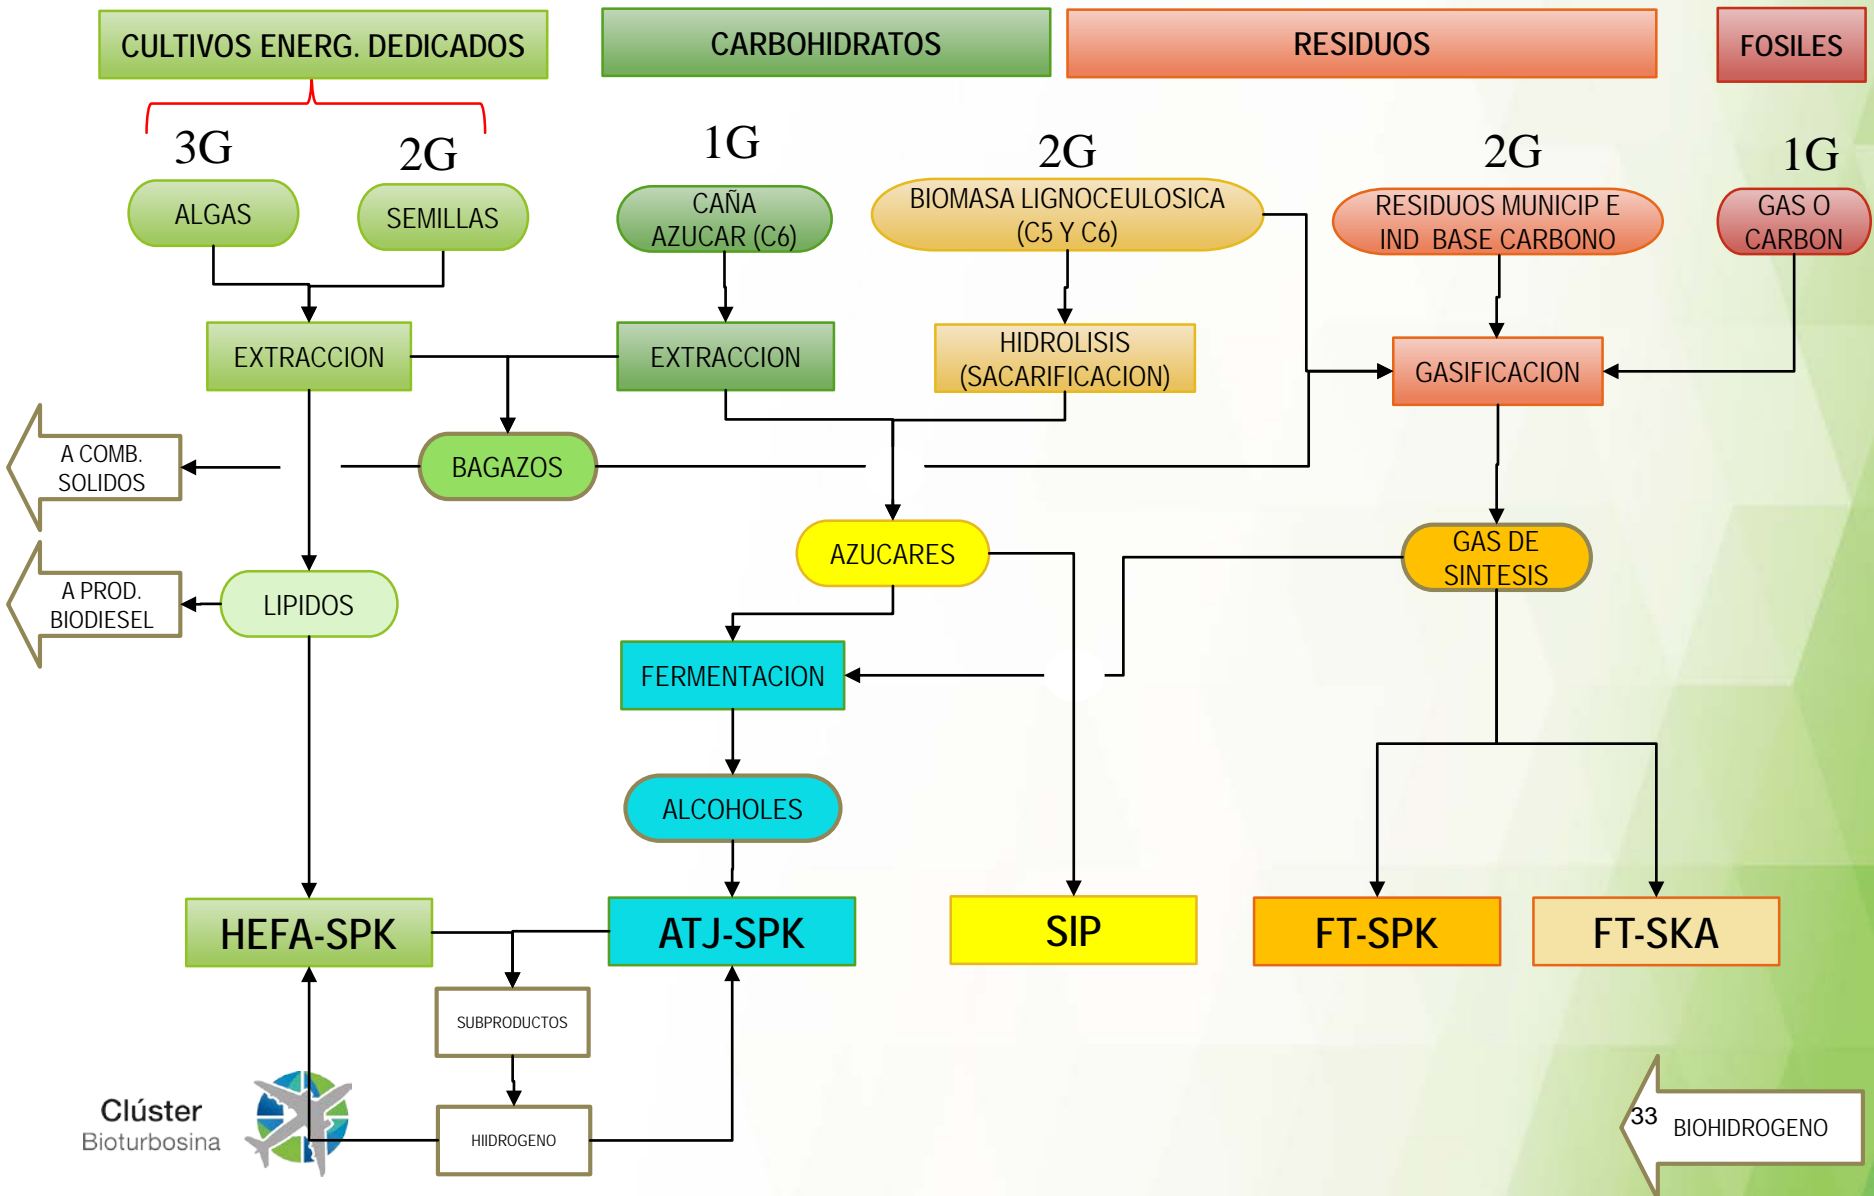 CULTIVOS ENERG. DEDICADOS
CARBOHIDRATOS
RESIDUOS
FOSILES
3G
2G
1G
2G
2G
1G
ALGAS
SEMILLAS
CAÑA
AZUCAR (C6)
BIOMASA LIGNOCEULOSICA
(C5 Y C6)
RESIDUOS MUNICIP E
IND BASE CARBONO
GAS O
CARBON
EXTRACCION
EXTRACCION
HIDROLISIS
(SACARIFICACION)
GASIFICACION
A COMB.
SOLIDOS
BAGAZOS
AZUCARES
GAS DE
SINTESIS
A PROD.
BIODIESEL
LIPIDOS
FERMENTACION
ALCOHOLES
HEFA-SPK
ATJ-SPK
SIP
FT-SPK
FT-SKA
SUBPRODUCTOS
HIIDROGENO
Clúster
Bioturbosina
33
BIOHIDROGENO